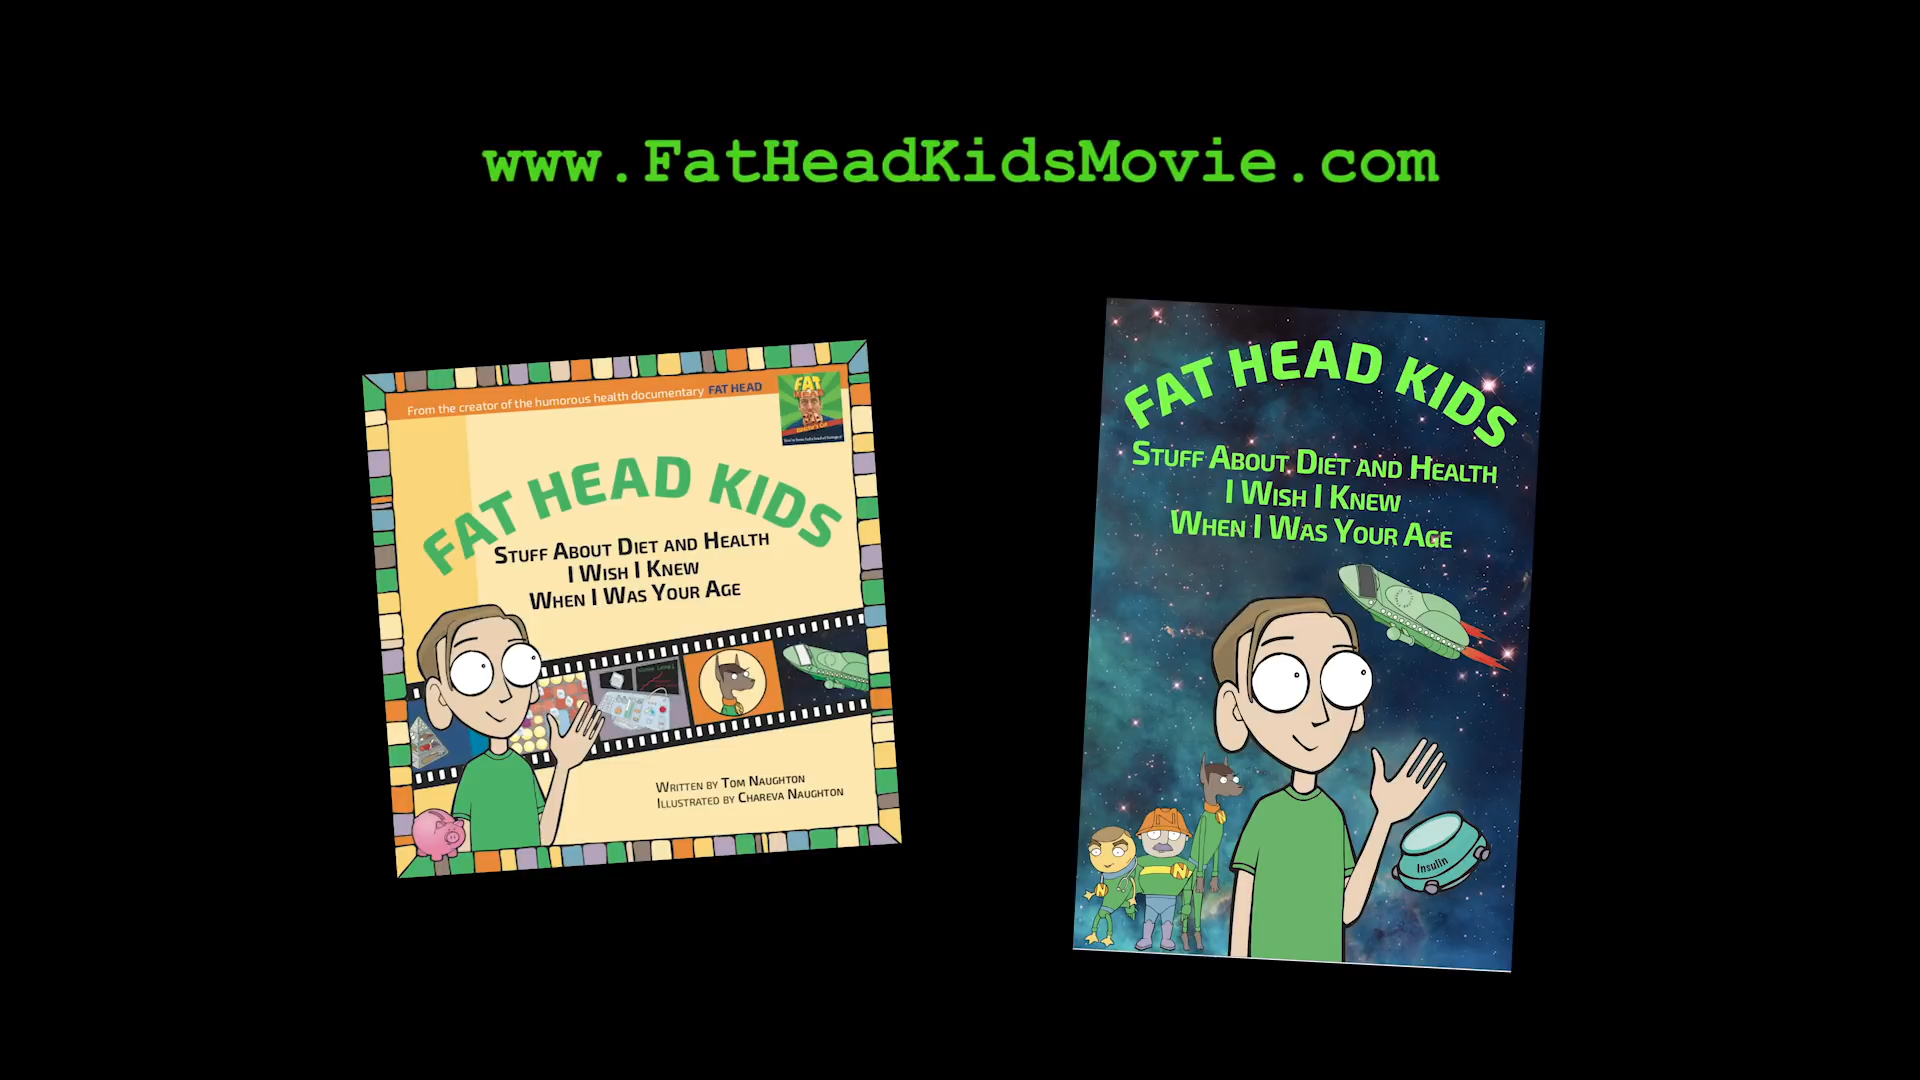 www.FatHeadKidsMovie.com
From the creator of the humorous health documentary FAT HEAD
FAT
HEAD
FAT HEAD KIDS
STUFF ABOUT DIET AND HEALTH
I WISH I KNEW
WHEN I WAS YOUR AGE
WRITTEN BY TOM NAUGHTON
ILLUSTRATED BY CHAREVA NAUGHTON
FAT HEAD KIDS
STUFF ABOUT DIET AND HEALTH
I WISH I KNEW
WHEN I WAS YOUR AGE
N
N
N
N
Insulin